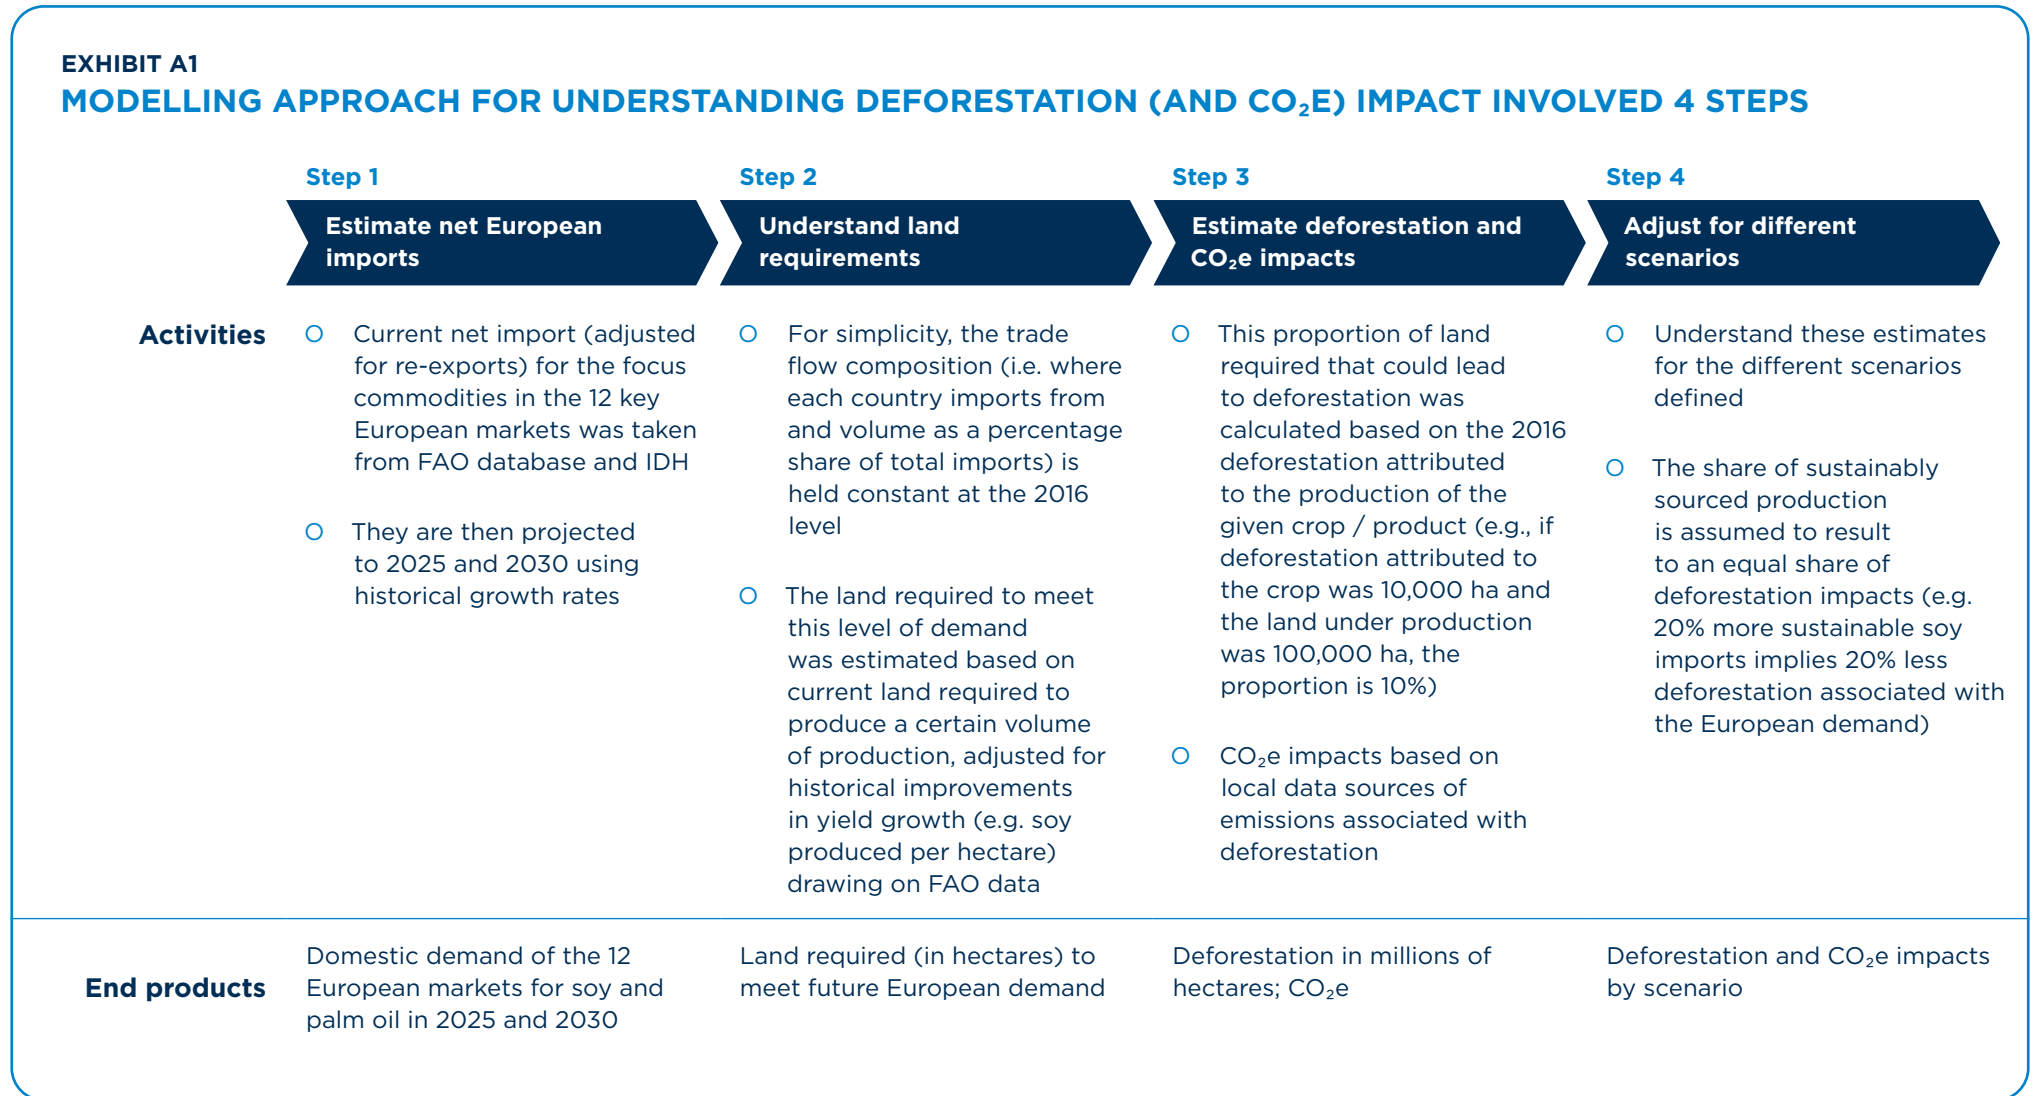 EXHIBIT A1
MODELLING APPROACH FOR UNDERSTANDING DEFORESTATION (AND CO₂E) IMPACT INVOLVED 4 STEPS
Step 1
Estimate net European
imports
Step 2
Understand land
requirements
Step 3
Estimate deforestation and
CO₂e impacts
Step 4
Adjust for different
scenarios
Activities
Current net import (adjusted
for re-exports) for the focus
commodities in the 12 key
European markets was taken
from FAO database and IDH
They are then projected
to 2025 and 2030 using
historical growth rates
For simplicity, the trade
flow composition (i.e. where
each country imports from
and volume as a percentage
share of total imports) is
held constant at the 2016
level
The land required to meet
this level of demand
was estimated based on
current land required to
produce a certain volume
of production, adjusted for
historical improvements
in yield growth (e.g. soy
produced per hectare)
drawing on FAO data
This proportion of land
required that could lead
to deforestation was
calculated based on the 2016
deforestation attributed
to the production of the
given crop / product (e.g., if
deforestation attributed to
the crop was 10,000 ha and
the land under production
was 100,000 ha, the
proportion is 10%)
CO₂e impacts based on
local data sources of
emissions associated with
deforestation
Understand these estimates
for the different scenarios
defined
The share of sustainably
sourced production
is assumed to result
to an equal share of
deforestation impacts (e.g.
20% more sustainable soy
imports implies 20% less
deforestation associated with
the European demand)
End products
Domestic demand of the 12
European markets for soy and
palm oil in 2025 and 2030
Land required (in hectares) to
meet future European demand
Deforestation in millions of
hectares; CO₂e
Deforestation and CO₂e impacts
by scenario